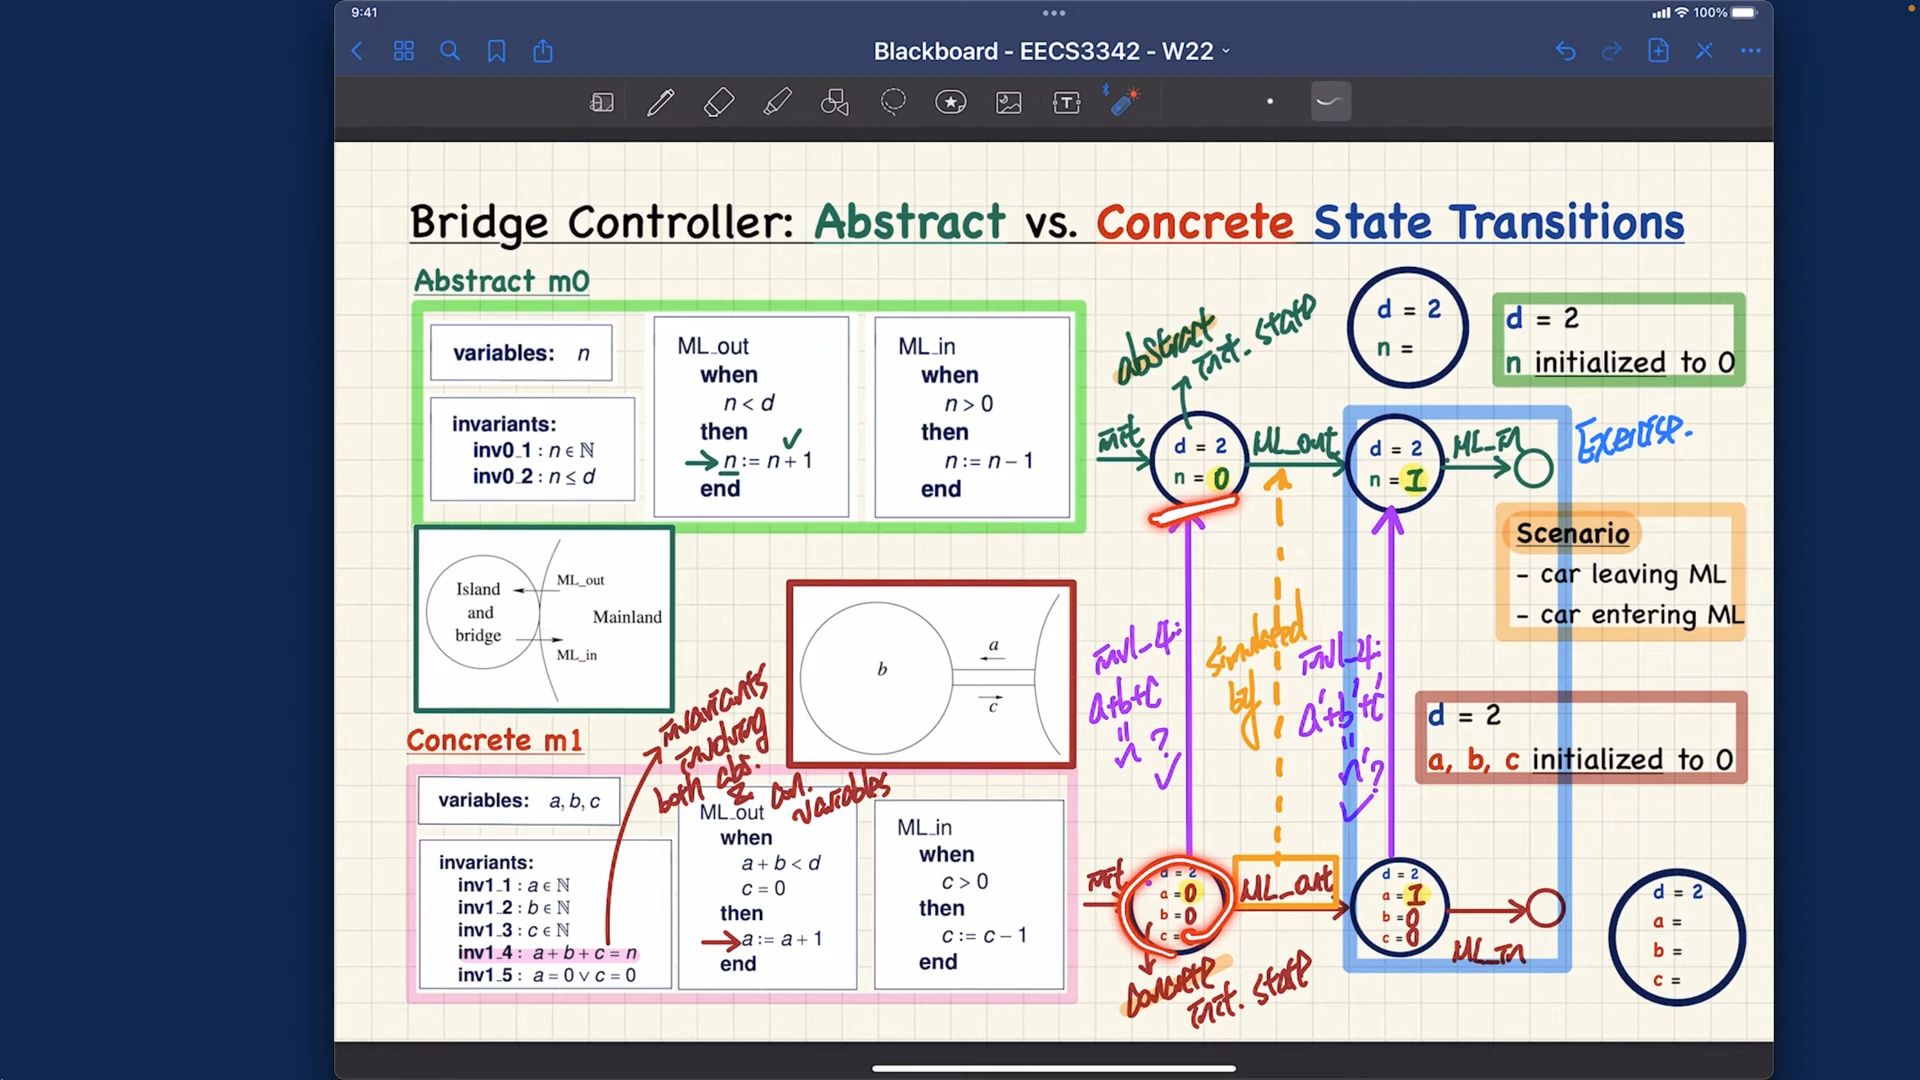 9:41
100%
Blackboard - EECS3342 - W22
Bridge Controller: Abstract vs. Concrete State Transitions
Abstract m0
variables: n
invariants:
inv0_1 : n ∈ ℕ
inv0_2 : n ≤ d
ML_out
when
n < d
then
n := n + 1
end
ML_in
when
n > 0
then
n := n − 1
end
abstract
init. state
init
d = 2
n = 0
ML_out
d = 2
n = 1
ML_in
d = 2
n =
d = 2
n initialized to 0
Exercise.
Scenario
- car leaving ML
- car entering ML
Island
and
bridge
ML_out
Mainland
ML_in
b
a
c
inv1_4:
a+b+c
=
n ?
simulated
by
inv1_4:
a'+b'+c'
=
n'?
d = 2
a, b, c initialized to 0
Concrete m1
variables: a, b, c
invariants:
inv1_1 : a ∈ ℕ
inv1_2 : b ∈ ℕ
inv1_3 : c ∈ ℕ
inv1_4 : a + b + c = n
inv1_5 : a = 0 ∨ c = 0
invariants
involving
both abs.
& con.
variables
ML_out
when
a + b < d
c = 0
then
a := a + 1
end
ML_in
when
c > 0
then
c := c − 1
end
init
d = 2
a = 0
b = 0
c =
concrete
init. state
ML_out
d = 2
a = 1
b = 0
c = 0
ML_in
d = 2
a =
b =
c =